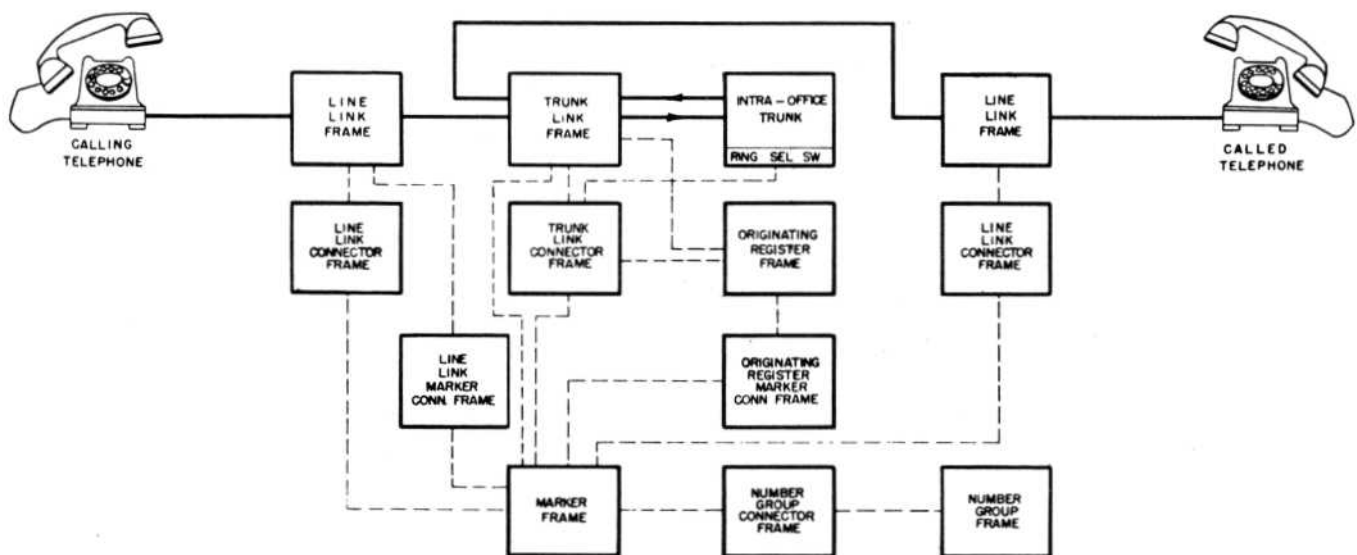 CALLING
TELEPHONE
LINE
LINK
FRAME
TRUNK
LINK
FRAME
INTRA-OFFICE
TRUNK
RING SEL SW
LINE
LINK
FRAME
CALLED
TELEPHONE
LINE
LINK
CONNECTOR
FRAME
TRUNK
LINK
CONNECTOR
FRAME
ORIGINATING
REGISTER
FRAME
LINE
LINK
CONNECTOR
FRAME
LINE
LINK
MARKER
CONN. FRAME
ORIGINATING
REGISTER
MARKER
CONN FRAME
MARKER
FRAME
NUMBER
GROUP
CONNECTOR
FRAME
NUMBER
GROUP
FRAME